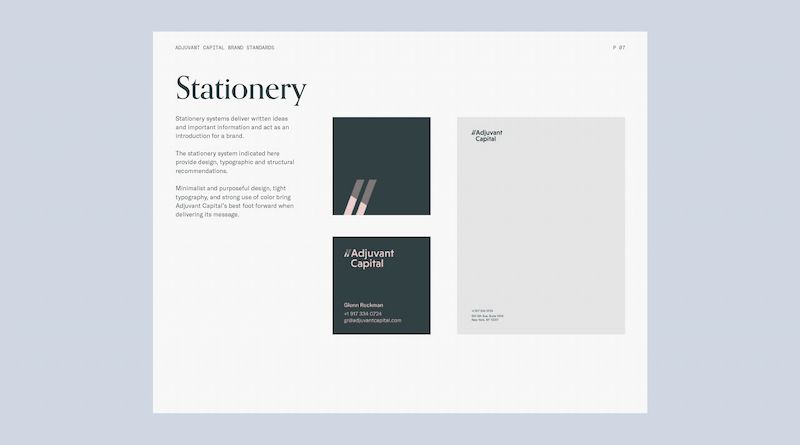 ADJUVANT CAPITAL BRAND STANDARDS
P 07
Stationery
Stationery systems deliver written ideas
and important information and act as an
introduction for a brand.
The stationery system indicated here
provide design, typographic and structural
recommendations.
Minimalist and purposeful design, tight
typography, and strong use of color bring
Adjuvant Capital's best foot forward when
delivering its message.
Adjuvant
Capital
Glenn Rockman
+1 917 334 0724
gr@adjuvantcapital.com
Adjuvant
Capital
New York, NY